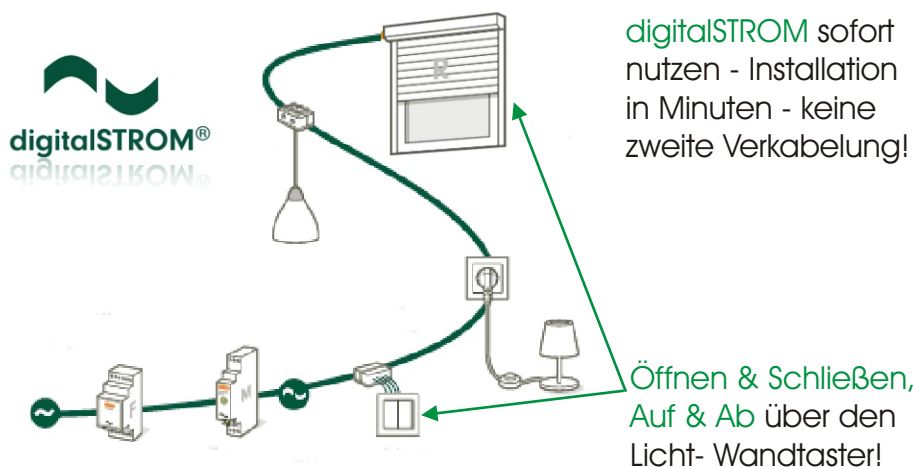 digitalSTROM sofort
nutzen - Installation
in Minuten - keine
zweite Verkabelung!
digitalSTROM®
R
F
M
Öffnen & Schließen,
Auf & Ab über den
Licht- Wandtaster!